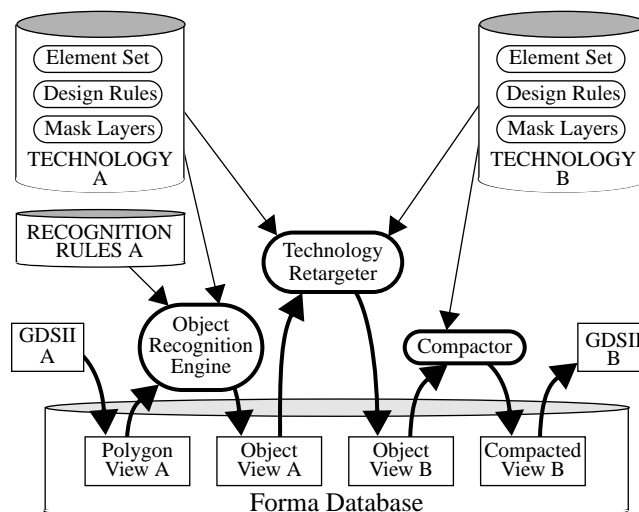 Element Set
Design Rules
Mask Layers
TECHNOLOGY
A
Element Set
Design Rules
Mask Layers
TECHNOLOGY
B
RECOGNITION
RULES A
Technology
Retargeter
GDSII
A
Object
Recognition
Engine
Compactor
GDSII
B
Polygon
View A
Object
View A
Object
View B
Compacted
View B
Forma Database